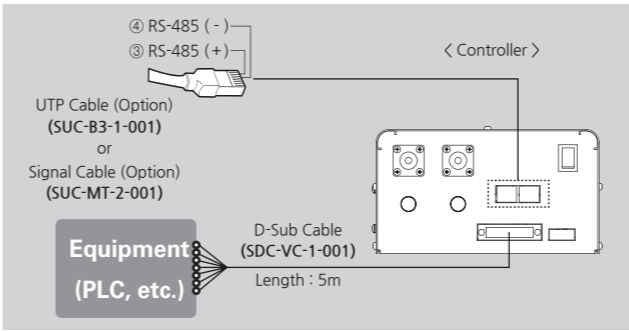 ④ RS-485 ( - )
③ RS-485 ( + )
〈 Controller 〉
UTP Cable (Option)
(SUC-B3-1-001)
or
Signal Cable (Option)
(SUC-MT-2-001)
D-Sub Cable
(SDC-VC-1-001)
Length : 5m
Equipment
(PLC, etc.)